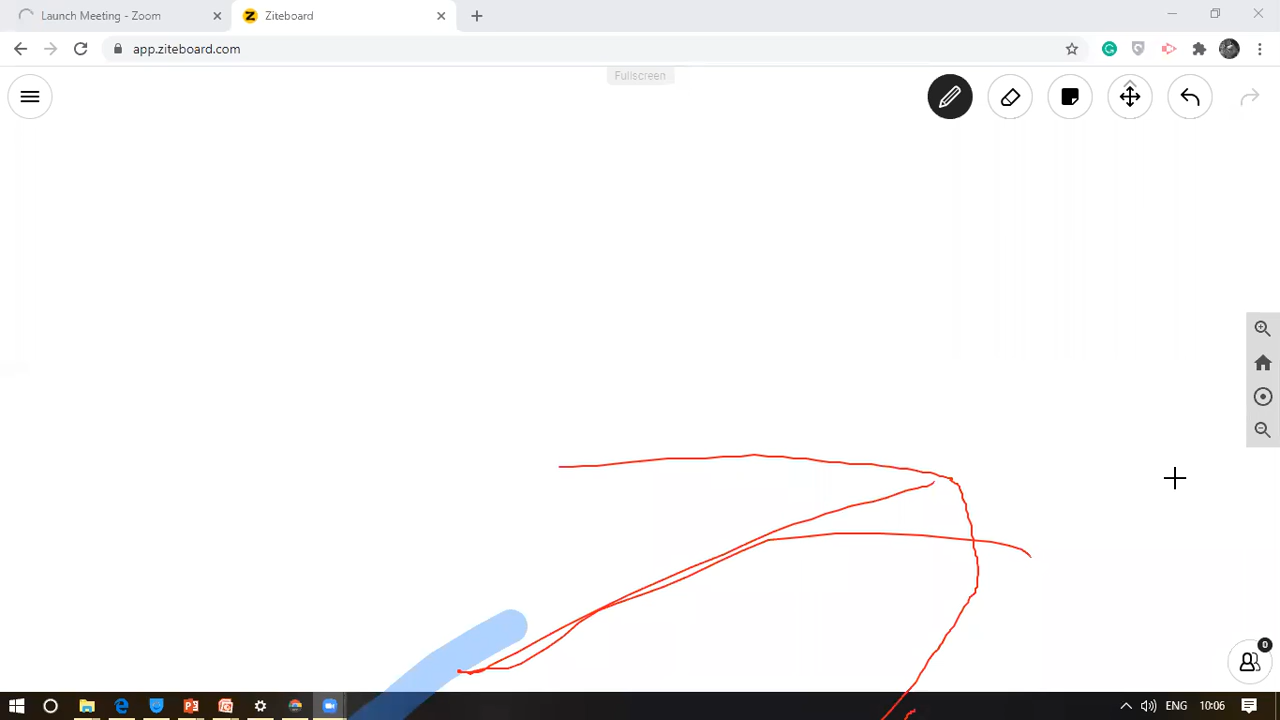 Launch Meeting - Zoom
Ziteboard
app.ziteboard.com
Fullscreen
0
ENG
10:06